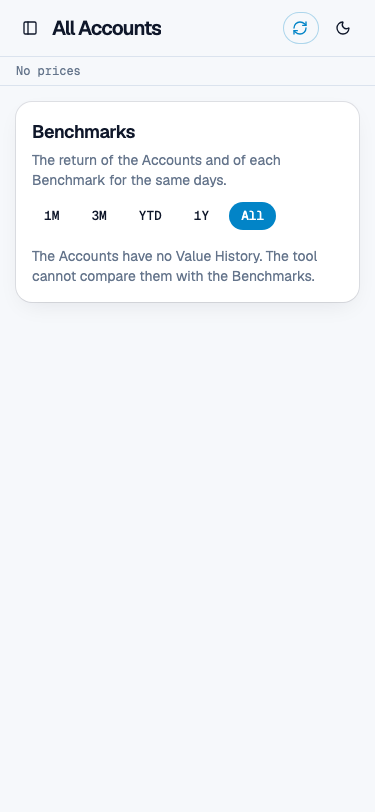 All Accounts
No prices
Benchmarks
The return of the Accounts and of each
Benchmark for the same days.
1M 3M YTD 1Y All
The Accounts have no Value History. The tool
cannot compare them with the Benchmarks.